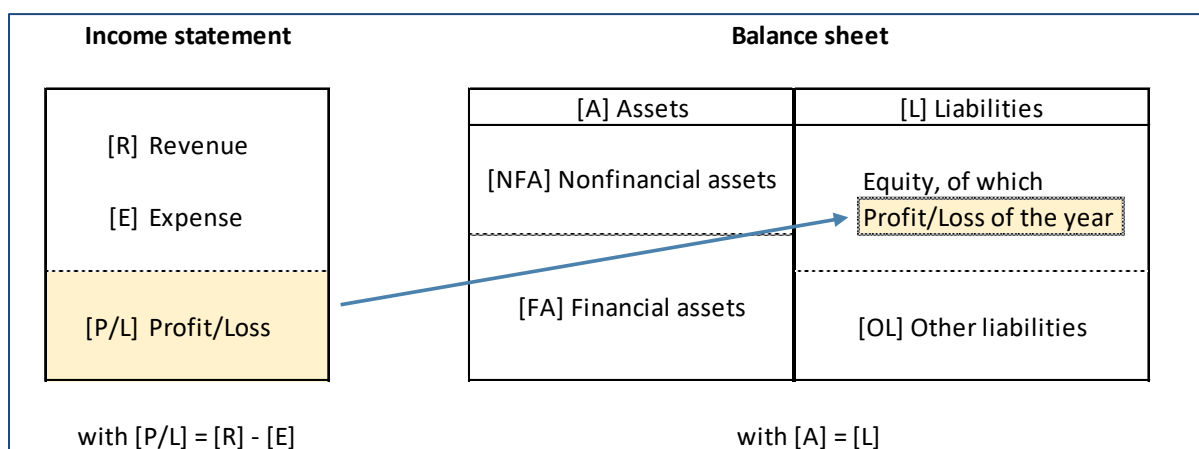 Income statement
Balance sheet
[R] Revenue
[E] Expense
[P/L] Profit/Loss
with [P/L] = [R] - [E]
[A] Assets
[L] Liabilities
[NFA] Nonfinancial assets
[FA] Financial assets
Equity, of which
Profit/Loss of the year
[OL] Other liabilities
with [A] = [L]